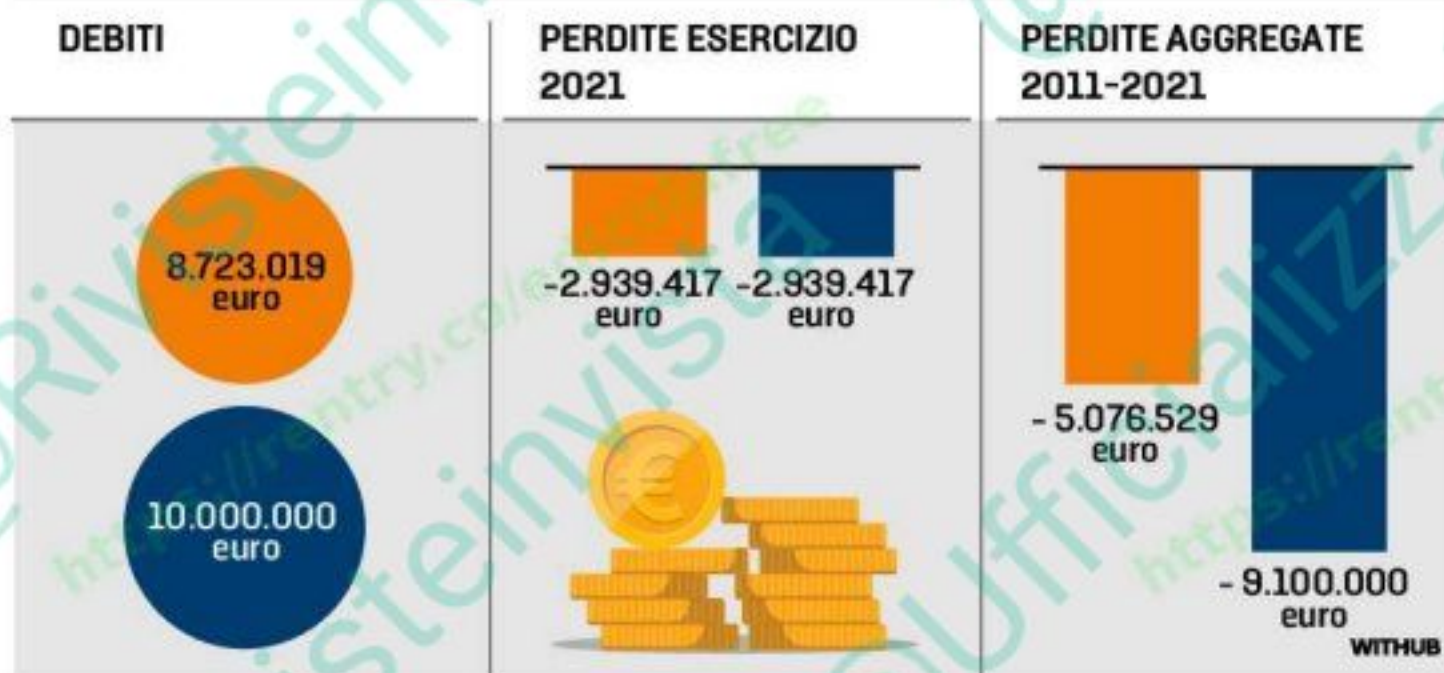 DEBITI
8.723.019
euro
10.000.000
euro
PERDITE ESERCIZIO
2021
-2.939.417 -2.939.417
euro euro
PERDITE AGGREGATE
2011-2021
- 5.076.529
euro
- 9.100.000
euro
WITHUB